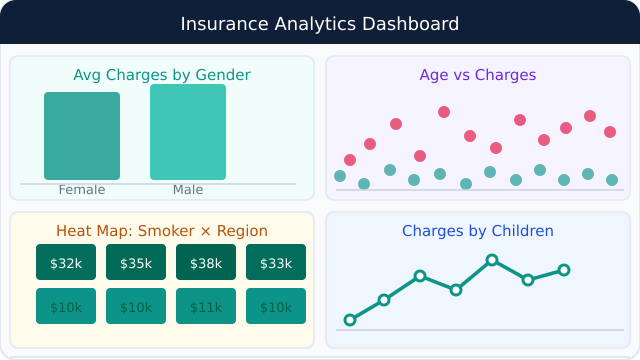 Insurance Analytics Dashboard
Avg Charges by Gender
Female Male
Age vs Charges
Heat Map: Smoker × Region
$32k $35k $38k $33k
$10k $10k $11k $10k
Charges by Children